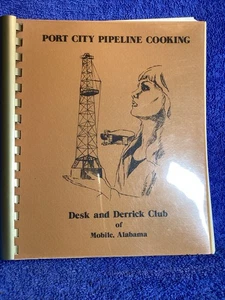 PORT CITY PIPELINE COOKING
Desk and Derrick Club
of
Mobile, Alabama